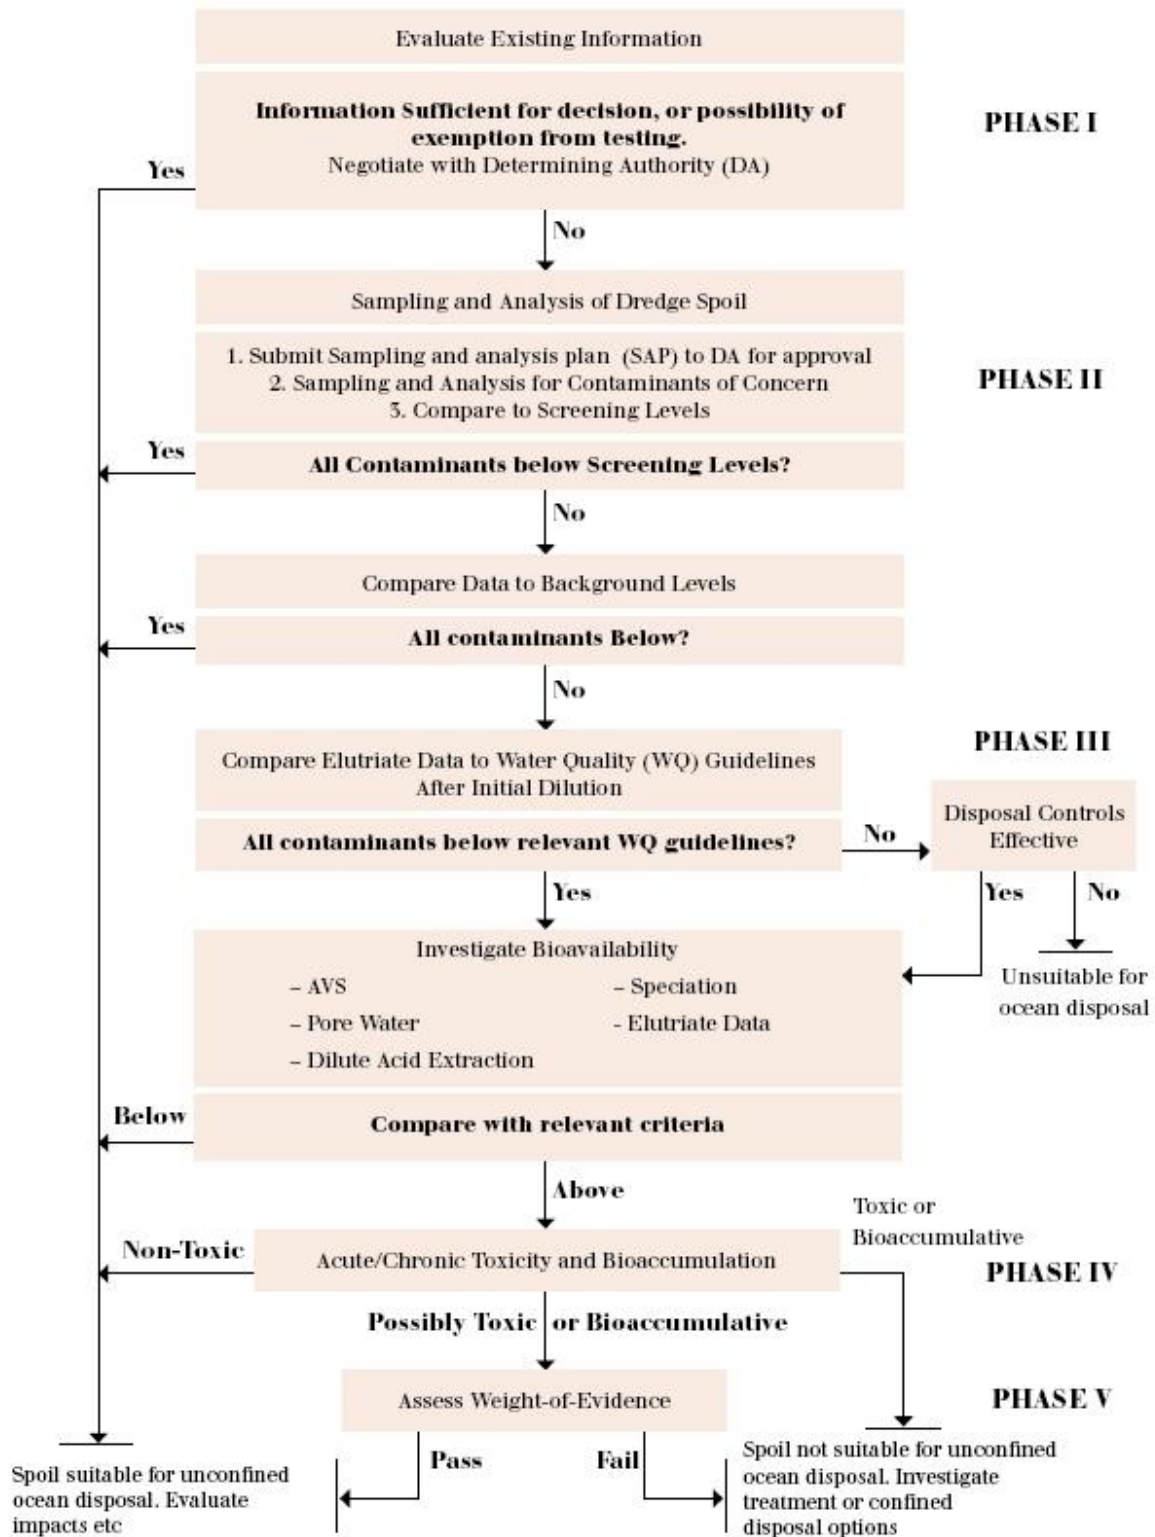 Evaluate Existing Information
Information Sufficient for decision, or possibility of
exemption from testing.
Negotiate with Determining Authority (DA)
PHASE I
Yes
No
Sampling and Analysis of Dredge Spoil
1. Submit Sampling and analysis plan (SAP) to DA for approval
2. Sampling and Analysis for Contaminants of Concern
3. Compare to Screening Levels
PHASE II
Yes
All Contaminants below Screening Levels?
No
Compare Data to Background Levels
Yes
All contaminants Below?
No
PHASE III
Compare Elutriate Data to Water Quality (WQ) Guidelines
After Initial Dilution
All contaminants below relevant WQ guidelines?
No
Disposal Controls
Effective
Yes
Yes
No
Unsuitable for
ocean disposal
Investigate Bioavailability
– AVS
– Speciation
– Pore Water
- Elutriate Data
– Dilute Acid Extraction
Below
Compare with relevant criteria
Above
Toxic or
Bioaccumulative
Non-Toxic
Acute/Chronic Toxicity and Bioaccumulation
PHASE IV
Possibly Toxic or Bioaccumulative
Assess Weight-of-Evidence
PHASE V
Pass
Fail
Spoil suitable for unconfined
ocean disposal. Evaluate
impacts etc
Spoil not suitable for unconfined
ocean disposal. Investigate
treatment or confined
disposal options